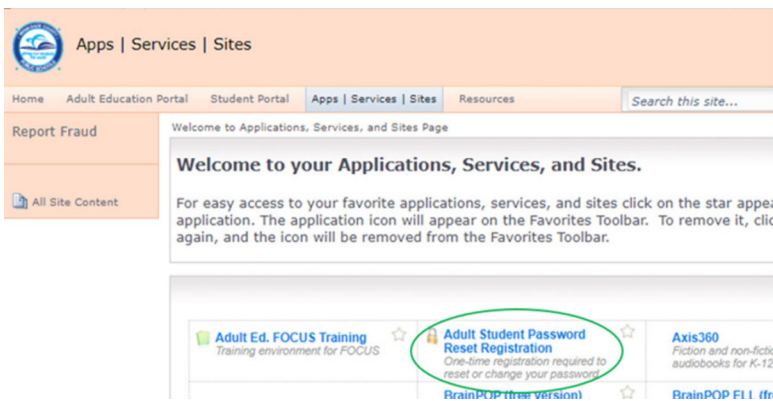 Apps | Services | Sites
Home Adult Education Portal Student Portal Apps | Services | Sites Resources Search this site...
Report Fraud
All Site Content
Welcome to Applications, Services, and Sites Page
Welcome to your Applications, Services, and Sites.
For easy access to your favorite applications, services, and sites click on the star appea
application. The application icon will appear on the Favorites Toolbar. To remove it, clic
again, and the icon will be removed from the Favorites Toolbar.
Adult Ed. FOCUS Training
Training environment for FOCUS
Adult Student Password
Reset Registration
One-time registration required to
reset or change your password
Axis360
Fiction and non-fictio
audiobooks for K-12
BrainPOP (free version)
BrainPOP ELL (fr